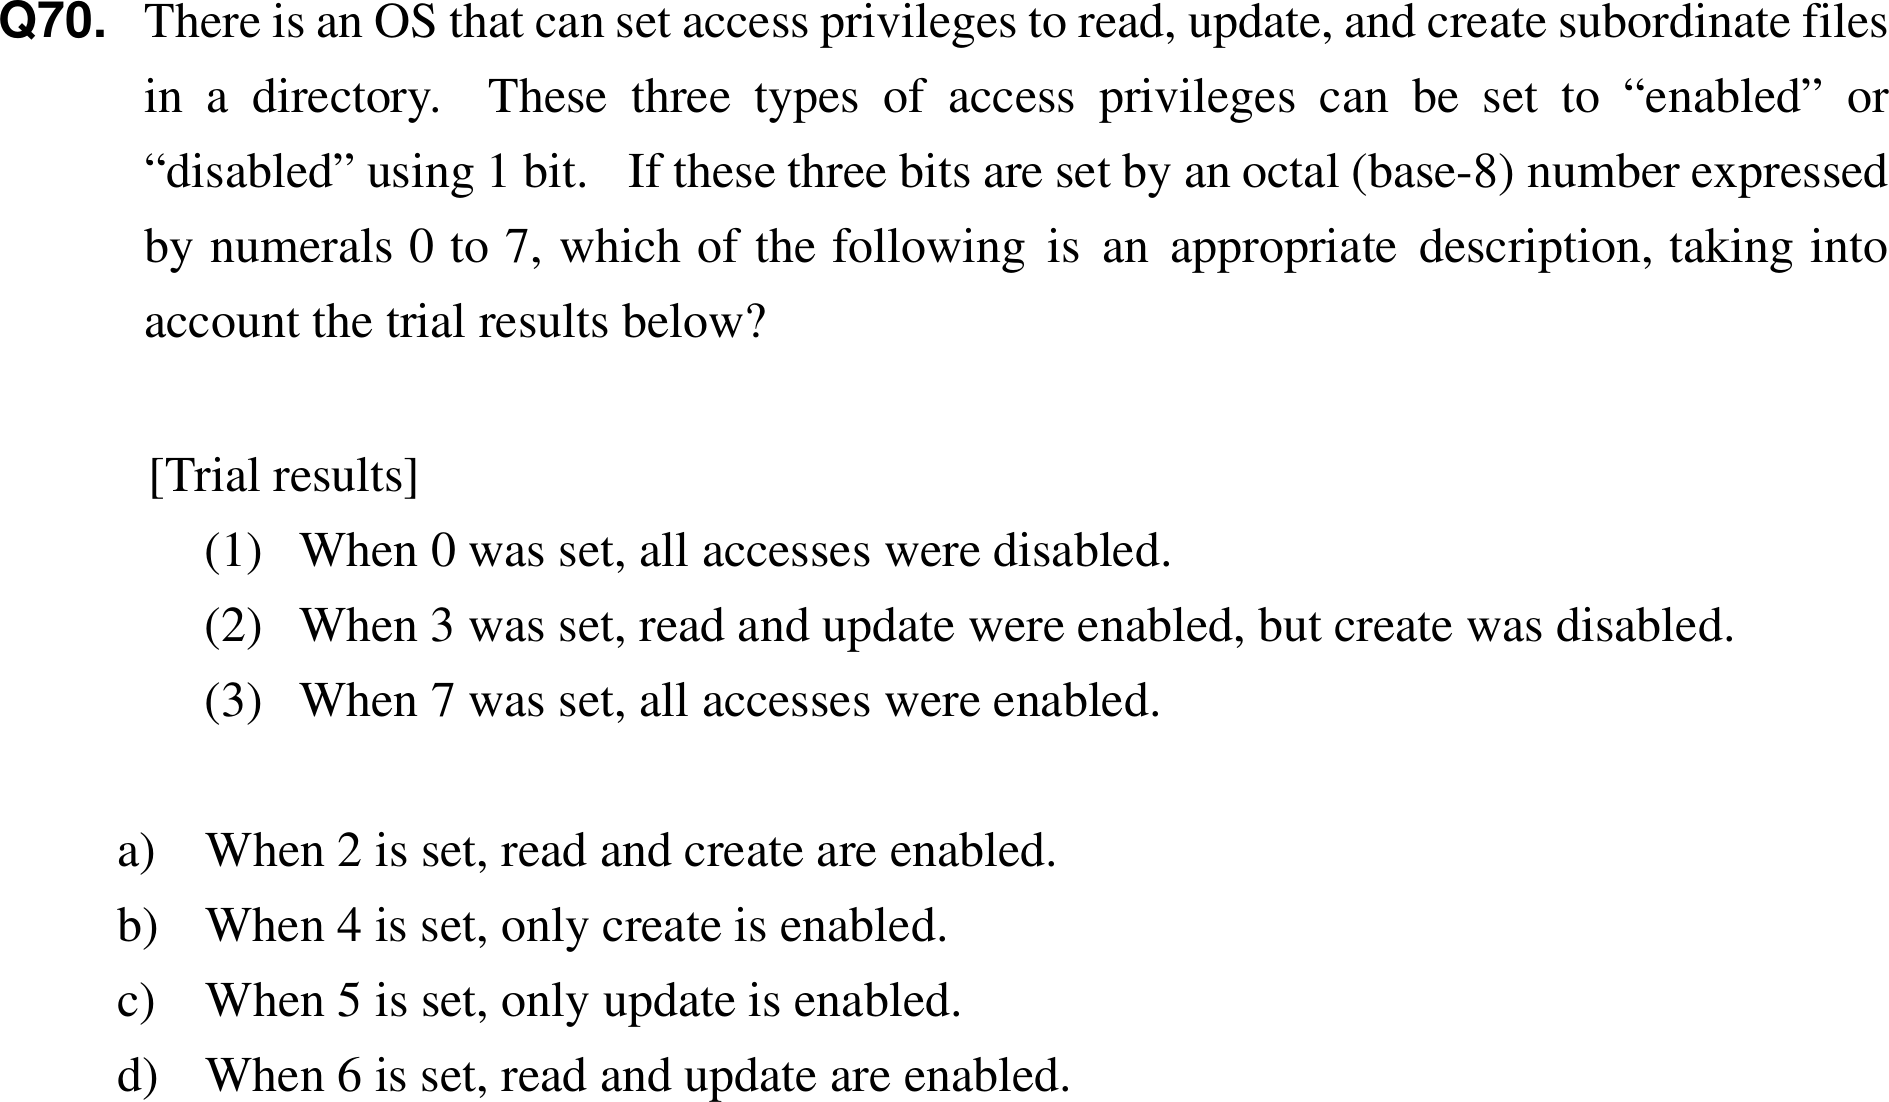 Q70. There is an OS that can set access privileges to read, update, and create subordinate files
in a directory. These three types of access privileges can be set to “enabled” or
“disabled” using 1 bit. If these three bits are set by an octal (base-8) number expressed
by numerals 0 to 7, which of the following is an appropriate description, taking into
account the trial results below?
[Trial results]
(1) When 0 was set, all accesses were disabled.
(2) When 3 was set, read and update were enabled, but create was disabled.
(3) When 7 was set, all accesses were enabled.
a) When 2 is set, read and create are enabled.
b) When 4 is set, only create is enabled.
c) When 5 is set, only update is enabled.
d) When 6 is set, read and update are enabled.